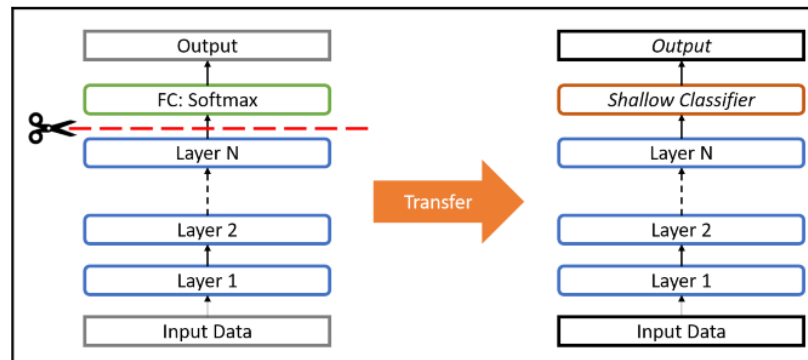 Output
FC: Softmax
Layer N
Layer 2
Layer 1
Input Data
Transfer
Output
Shallow Classifier
Layer N
Layer 2
Layer 1
Input Data